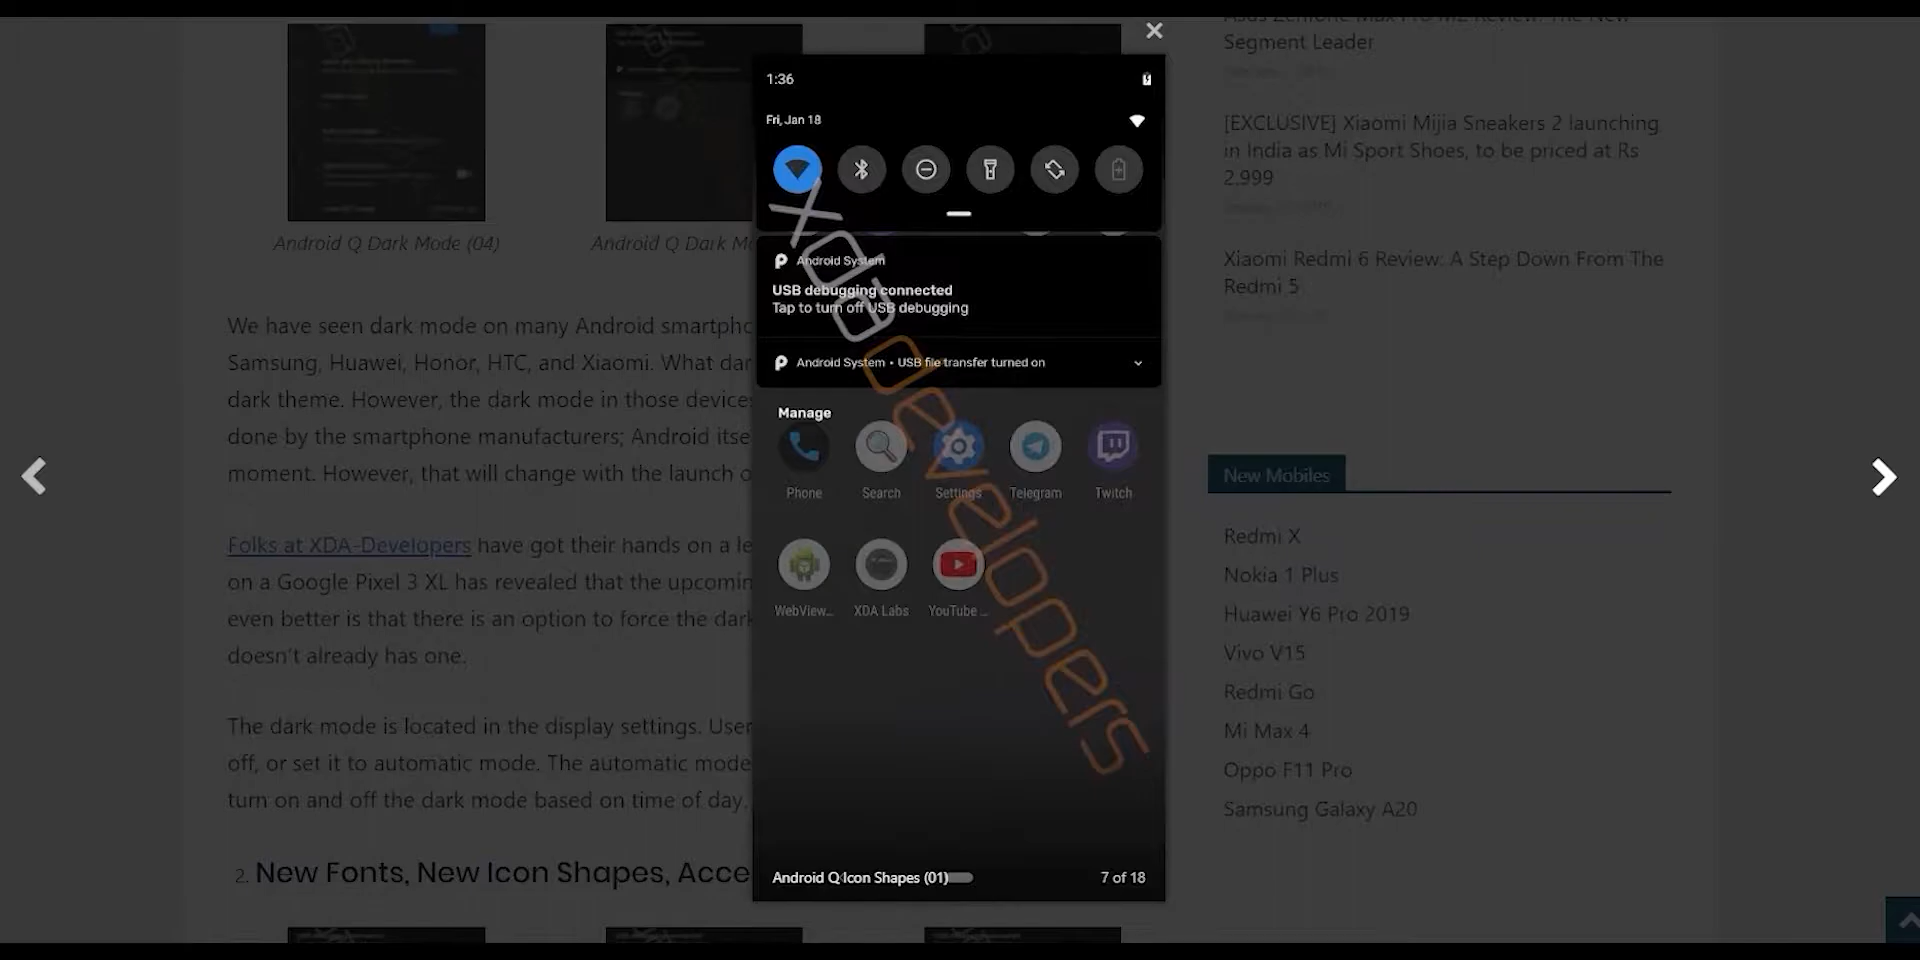 Asus Zenfone Max Pro M2 Review: The New
Segment Leader
[EXCLUSIVE] Xiaomi Mijia Sneakers 2 launching
in India as Mi Sport Shoes, to be priced at Rs
2,999
Xiaomi Redmi 6 Review: A Step Down From The
Redmi 5
Android Q Dark Mode (04)
Android Q Dark M
We have seen dark mode on many Android smartpho
Samsung, Huawei, Honor, HTC, and Xiaomi. What dar
dark theme. However, the dark mode in those devices
done by the smartphone manufacturers; Android itse
moment. However, that will change with the launch o
Folks at XDA-Developers have got their hands on a le
on a Google Pixel 3 XL has revealed that the upcomin
even better is that there is an option to force the dark
doesn't already has one.
The dark mode is located in the display settings. User
off, or set it to automatic mode. The automatic mode
turn on and off the dark mode based on time of day.
2. New Fonts, New Icon Shapes, Acce
1:36
Fri, Jan 18
Android System
USB debugging connected
Tap to turn off USB debugging
Android System • USB file transfer turned on
Manage
Phone
Search
Settings
Telegram
Twitch
WebView...
XDA Labs
YouTube ...
xdadevelopers
Android Q Icon Shapes (01)
7 of 18
New Mobiles
Redmi X
Nokia 1 Plus
Huawei Y6 Pro 2019
Vivo V15
Redmi Go
Mi Max 4
Oppo F11 Pro
Samsung Galaxy A20